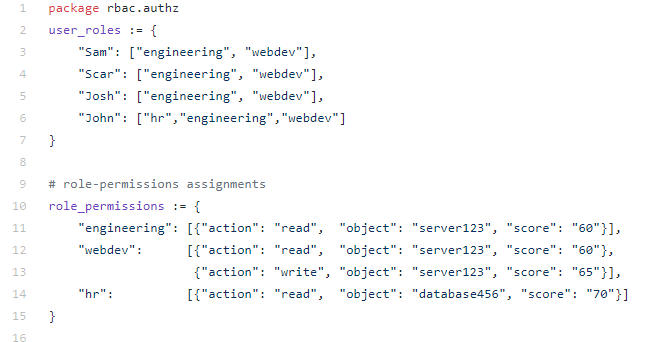 1 package rbac.authz
2 user_roles := {
3     "Sam": ["engineering", "webdev"],
4     "Scar": ["engineering", "webdev"],
5     "Josh": ["engineering", "webdev"],
6     "John": ["hr","engineering","webdev"]
7 }
8
9 # role-permissions assignments
10 role_permissions := {
11     "engineering": [{"action": "read",  "object": "server123", "score": "60"}],
12     "webdev":      [{"action": "read",  "object": "server123", "score": "60"},
13                     {"action": "write", "object": "server123", "score": "65"}],
14     "hr":          [{"action": "read",  "object": "database456", "score": "70"}]
15 }
16